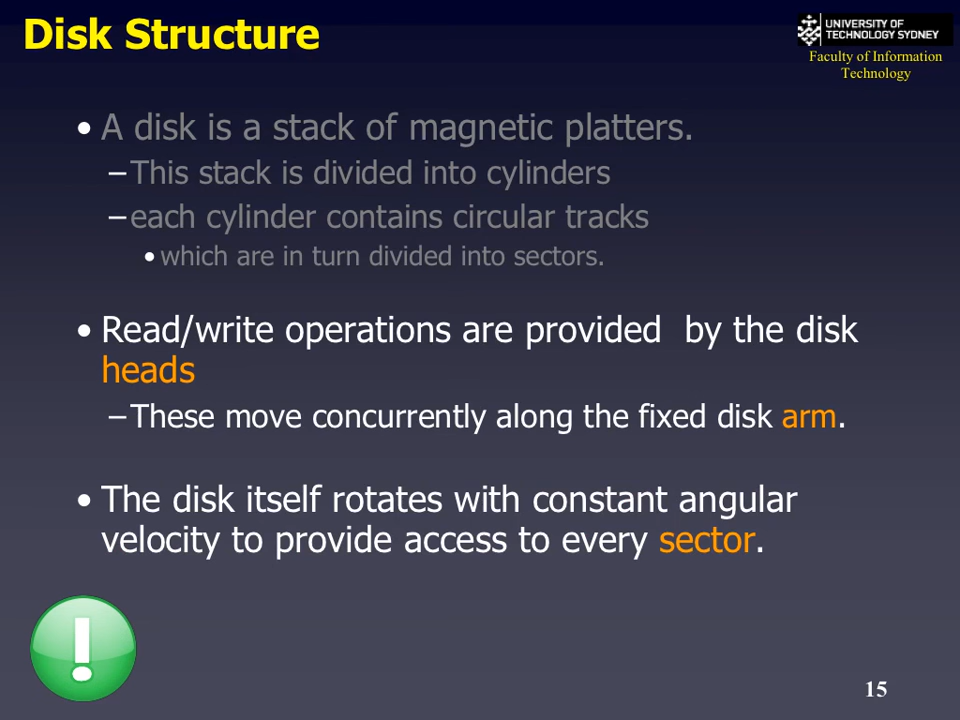 Disk Structure
UNIVERSITY OF
TECHNOLOGY SYDNEY
Faculty of Information
Technology
• A disk is a stack of magnetic platters.
–This stack is divided into cylinders
–each cylinder contains circular tracks
• which are in turn divided into sectors.
• Read/write operations are provided by the disk
heads
–These move concurrently along the fixed disk arm.
• The disk itself rotates with constant angular
velocity to provide access to every sector.
!
15